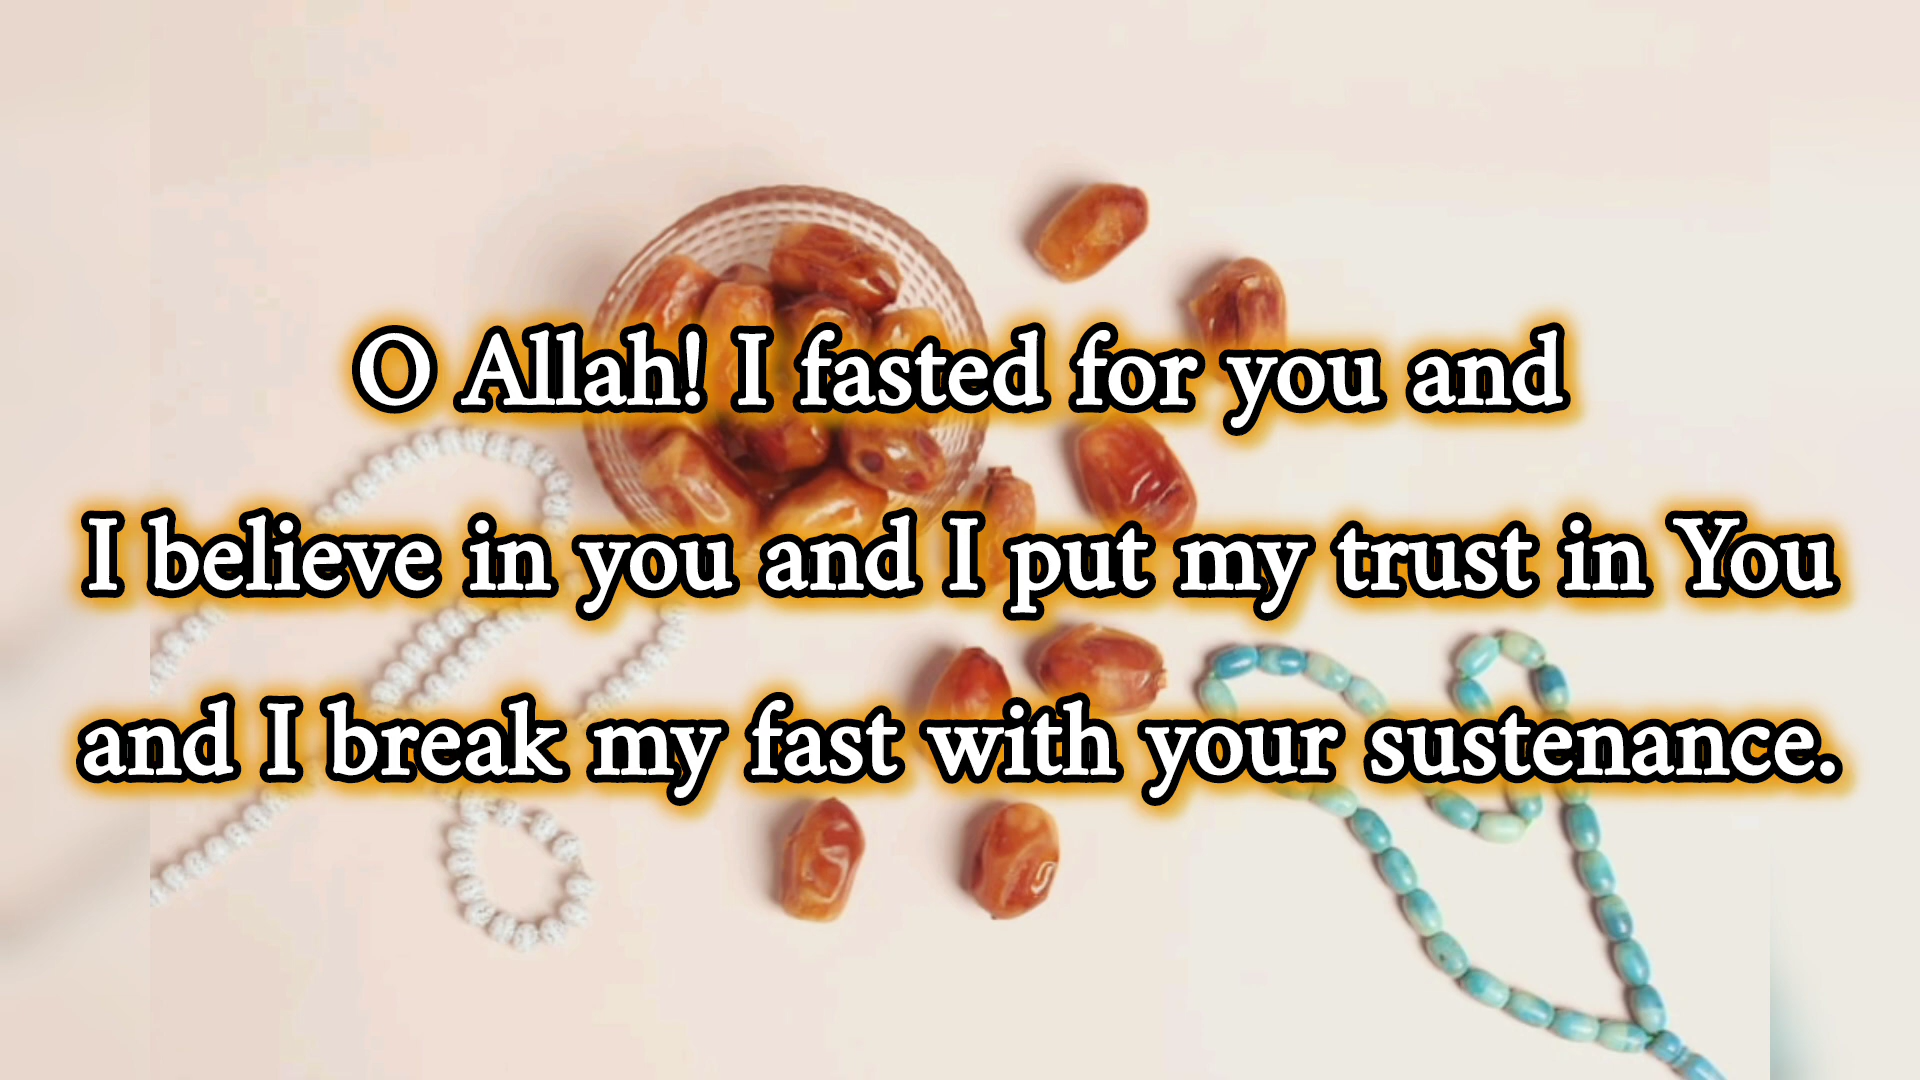 O Allah! I fasted for you and
I believe in you and I put my trust in You
and I break my fast with your sustenance.